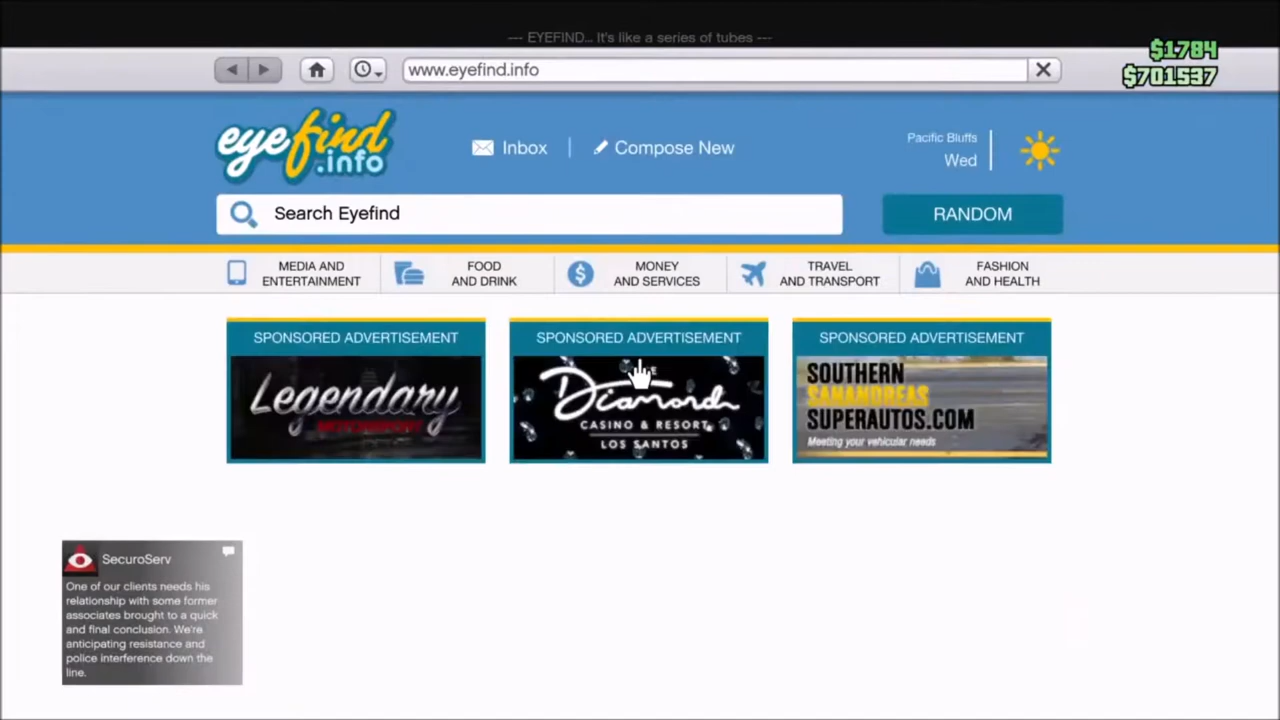 --- EYEFIND... It's like a series of tubes ---
$1784
$701537
www.eyefind.info
eyefind
.info
Inbox
Compose New
Pacific Bluffs
Wed
Search Eyefind
RANDOM
MEDIA AND
ENTERTAINMENT
FOOD
AND DRINK
MONEY
AND SERVICES
TRAVEL
AND TRANSPORT
FASHION
AND HEALTH
SPONSORED ADVERTISEMENT
Legendary
MOTORSPORT
SPONSORED ADVERTISEMENT
Diamond
CASINO & RESORT
LOS SANTOS
SPONSORED ADVERTISEMENT
SOUTHERN
SANANDREAS
SUPERAUTOS.COM
Meeting your vehicular needs
SecuroServ
One of our clients needs his
relationship with some former
associates brought to a quick
and final conclusion. We're
anticipating resistance and
police interference down the
line.